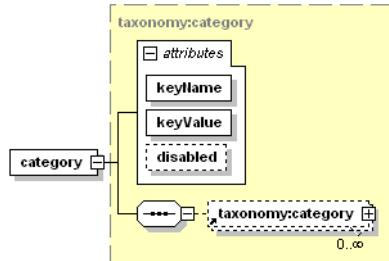 taxonomy:category
attributes
keyName
keyValue
disabled
category
taxonomy:category
0..∞